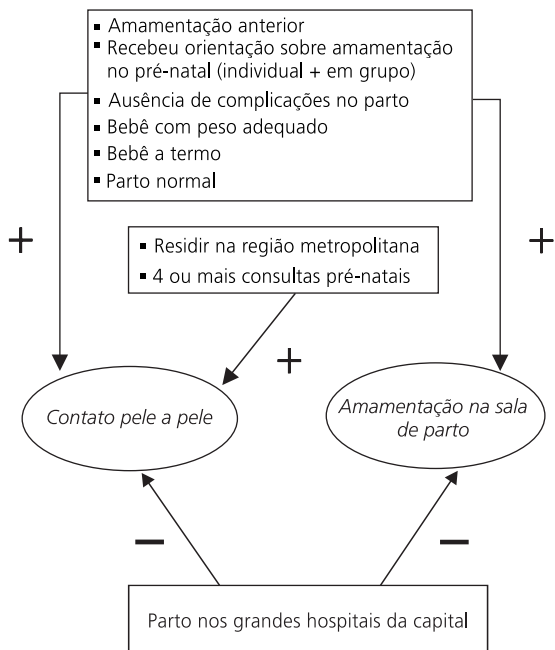 ▪ Amamentação anterior
▪ Recebeu orientação sobre amamentação
no pré-natal (individual + em grupo)
▪ Ausência de complicações no parto
▪ Bebê com peso adequado
▪ Bebê a termo
▪ Parto normal
+
+
▪ Residir na região metropolitana
▪ 4 ou mais consultas pré-natais
+
Contato pele a pele
Amamentação na sala
de parto
−
−
Parto nos grandes hospitais da capital